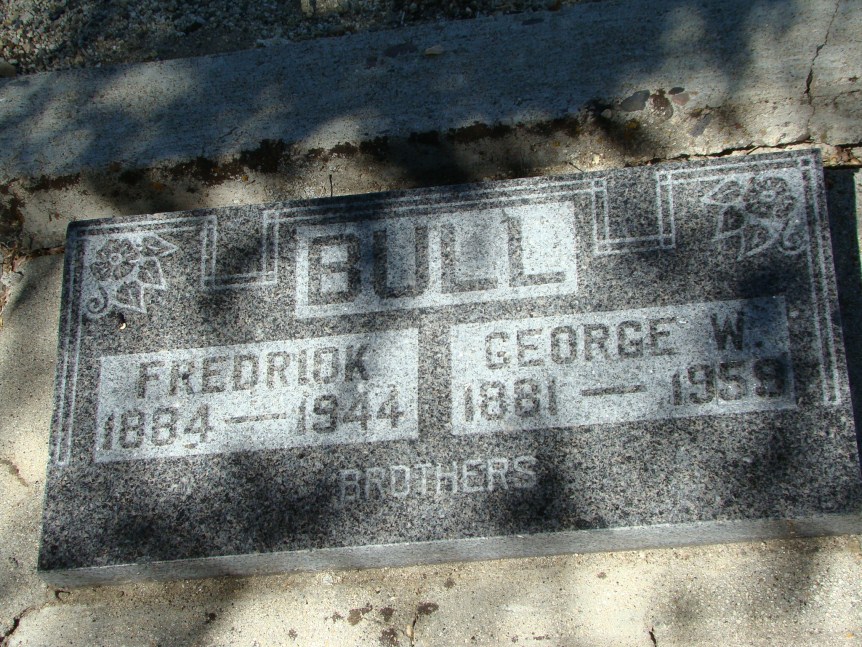 BULL
FREDRICK
1884 — 1944
GEORGE W.
1881 — 1959
BROTHERS